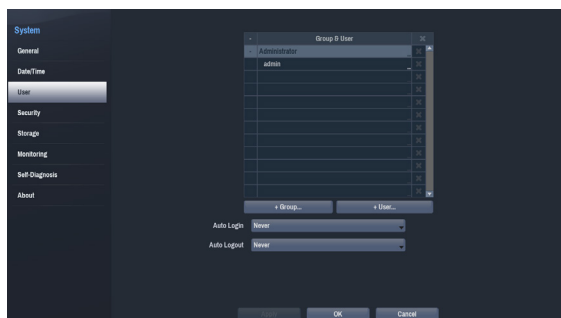 System
General
Date/Time
User
Security
Storage
Monitoring
Self-Diagnosis
About
- Group & User
- Administrator
admin
+ Group...
+ User...
Auto Login Never
Auto Logout Never
Apply OK Cancel